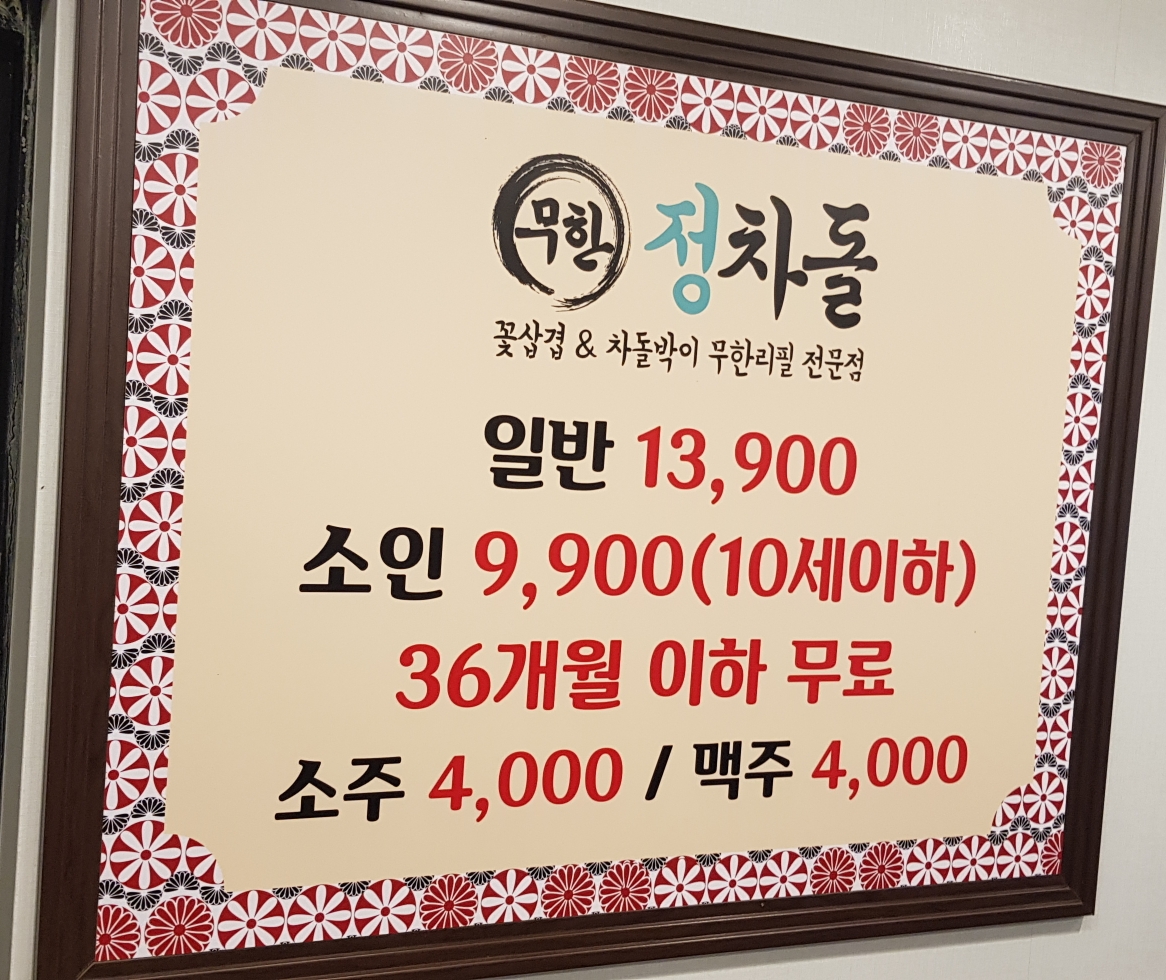 무한 정차돌
꽃삼겹 & 차돌박이 무한리필 전문점
일반 13,900
소인 9,900(10세이하)
36개월 이하 무료
소주 4,000 / 맥주 4,000